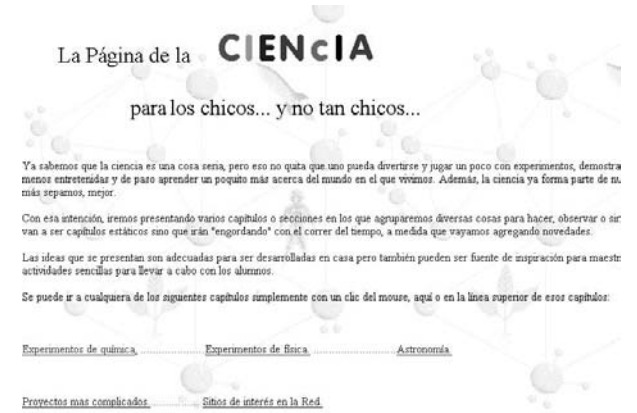 La Página de la CIENcIA
para los chicos... y no tan chicos...
Ya sabemos que la ciencia es una cosa seria, pero eso no quita que uno pueda divertirse y jugar un poco con experimentos, demostra
menos entretenidas y de paso aprender un poquito más acerca del mundo en el que vivimos. Además, la ciencia ya forma parte de nu
más sepamos, mejor.
Con esa intención, iremos presentando varios capítulos o secciones en los que agruparemos diversas cosas para hacer, observar o sir
van a ser capítulos estáticos sino que irán "engordando" con el correr del tiempo, a medida que vayamos agregando novedades.
Las ideas que se presentan son adecuadas para ser desarrolladas en casa pero también pueden ser fuente de inspiración para maestr
actividades sencillas para llevar a cabo con los alumnos.
Se puede ir a cualquiera de los siguientes capítulos simplemente con un clic del mouse, aquí o en la línea superior de esos capítulos:
Experimentos de química, Experimentos de física, Astronomía,
Proyectos mas complicados, Sitios de interés en la Red